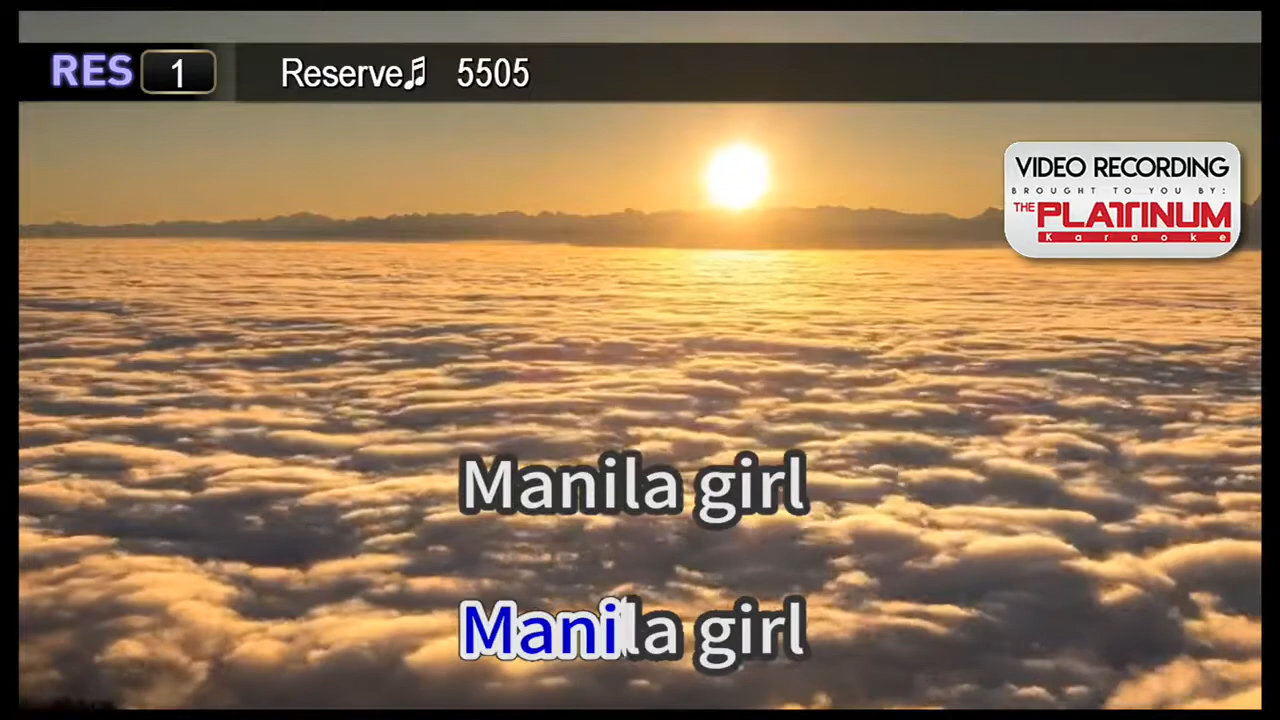 RES 1 Reserve♫ 5505
VIDEO RECORDING
BROUGHT TO YOU BY:
THE PLATINUM
Karaoke
Manila girl
Manila girl